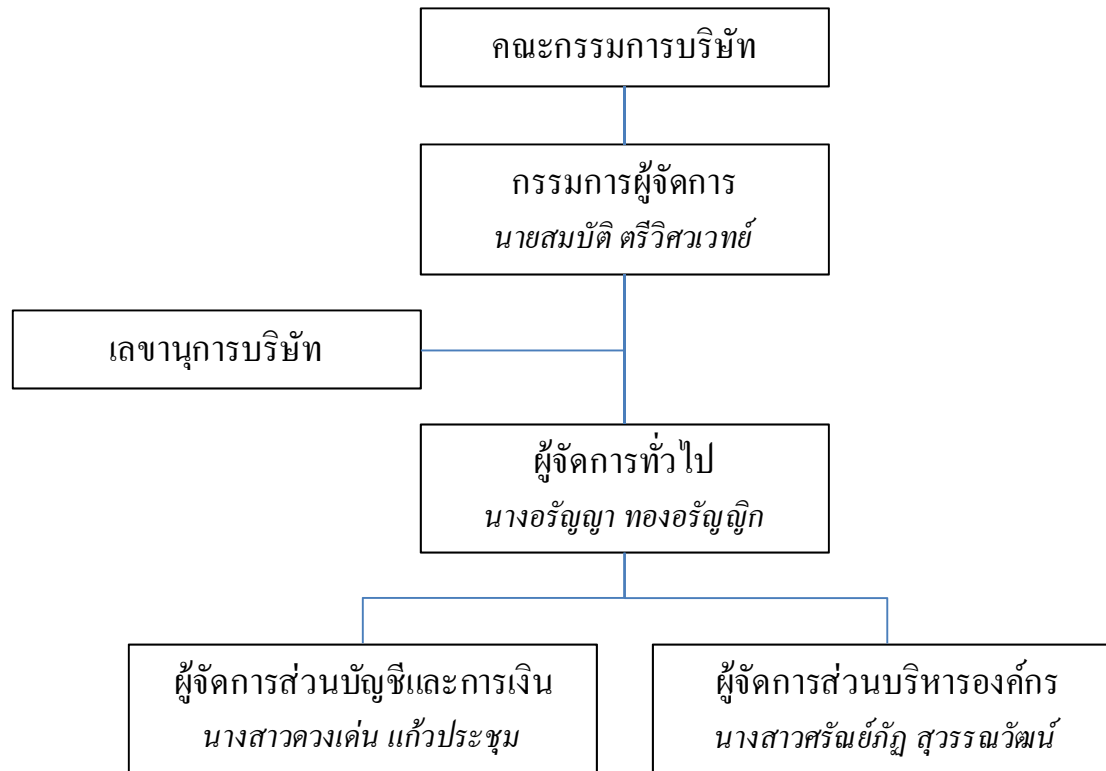 คณะกรรมการบริษัท
กรรมการผู้จัดการ
นายสมบัติ ตรีวิศวเวทย์
เลขานุการบริษัท
ผู้จัดการทั่วไป
นางอรัญญา ทองอรัญญิก
ผู้จัดการส่วนบัญชีและการเงิน
นางสาวดวงเด่น แก้วประชุม
ผู้จัดการส่วนบริหารองค์กร
นางสาวศรัณย์ภัฏ สุวรรณวัฒน์